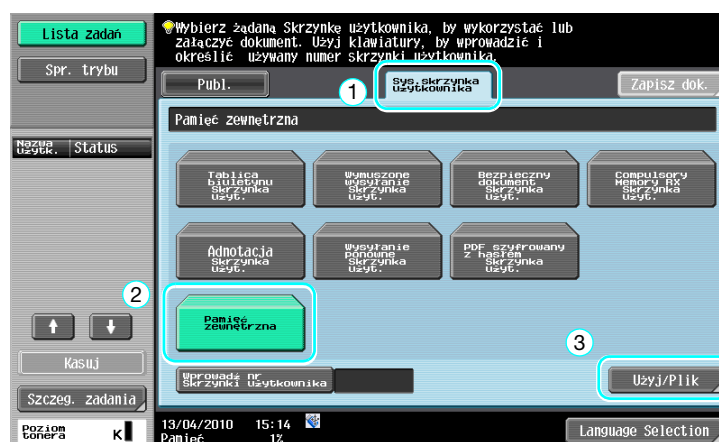 Lista zadań
Spr. trybu
Nazwa
użytk.
Status
2
Kasuj
Szczeg. zadania
Poziom
tonera
K
Wybierz żądaną Skrzynkę użytkownika, by wykorzystać lub
załączyć dokument. Użyj klawiatury, by wprowadzić i
określić używany numer skrzynki użytkownika.
Publ.
1
Sys.skrzynka
użytkownika
Zapisz dok.
Pamięć zewnętrzna
Tablica
biuletynu
Skrzynka
użyt.
Wymuszone
wysyłanie
Skrzynka
użyt.
Bezpieczny
dokument
Skrzynka
użyt.
Compulsory
Memory RX
Skrzynka
użyt.
Adnotacja
Skrzynka
użyt.
Wysyłanie
ponowne
Skrzynka
użyt.
PDF szyfrowany
z hasłem
Skrzynka
użyt.
Pamięć
zewnętrzna
3
Wprowadź nr
Skrzynki Użytkownika
Użyj/Plik
13/04/2010 15:14
Pamięć 1%
Language Selection